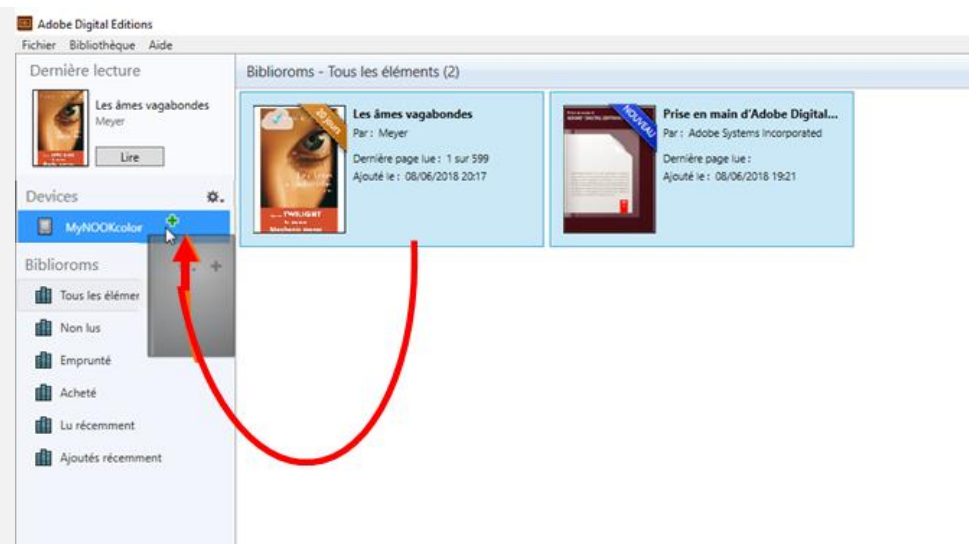 Adobe Digital Editions
Fichier Bibliothèque Aide
Dernière lecture
Les âmes vagabondes
Meyer
Lire
Devices
MyNOOKcolor
Biblioroms
Tous les élémer
Non lus
Emprunté
Acheté
Lu récemment
Ajoutés récemment
Biblioroms - Tous les éléments (2)
20 jours
Les âmes vagabondes
Par : Meyer
Dernière page lue : 1 sur 599
Ajouté le : 08/06/2018 20:17
TWILIGHT
NOUVEAU
Prise en main d'Adobe Digital...
Par : Adobe Systems Incorporated
Dernière page lue :
Ajouté le : 08/06/2018 19:21